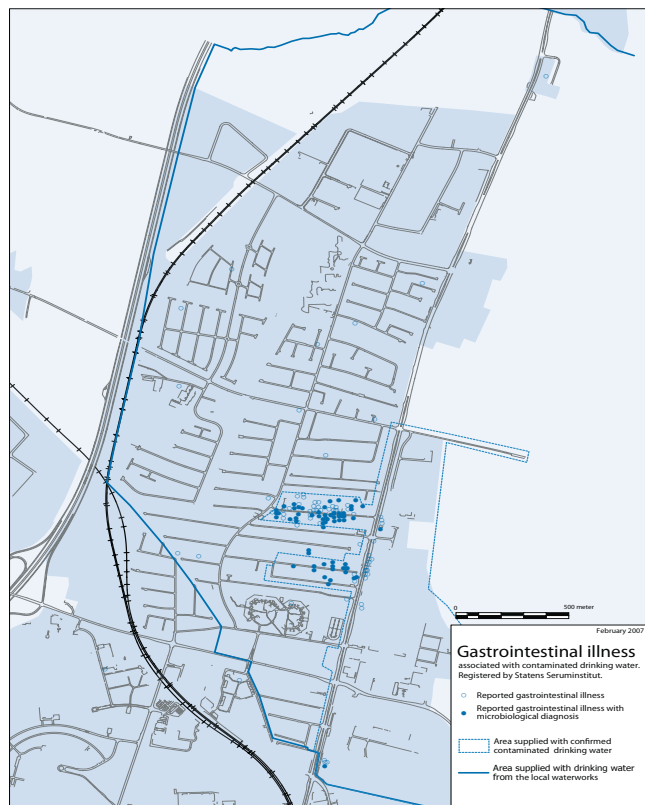 0
500 meter
February 2007
Gastrointestinal illness
associated with contaminated drinking water.
Registered by Statens Seruminstitut.
Reported gastrointestinal illness
Reported gastrointestinal illness with
microbiological diagnosis
Area supplied with confirmed
contaminated drinking water
Area supplied with drinking water
from the local waterworks